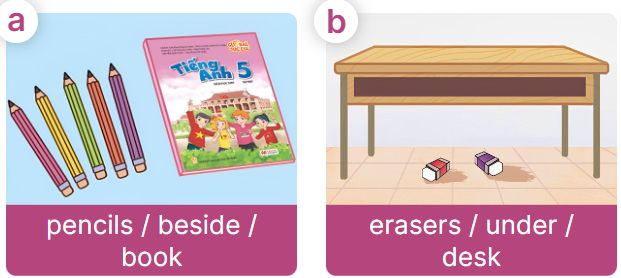 a
Tiếng
Anh 5
pencils / beside /
book
b
erasers / under /
desk